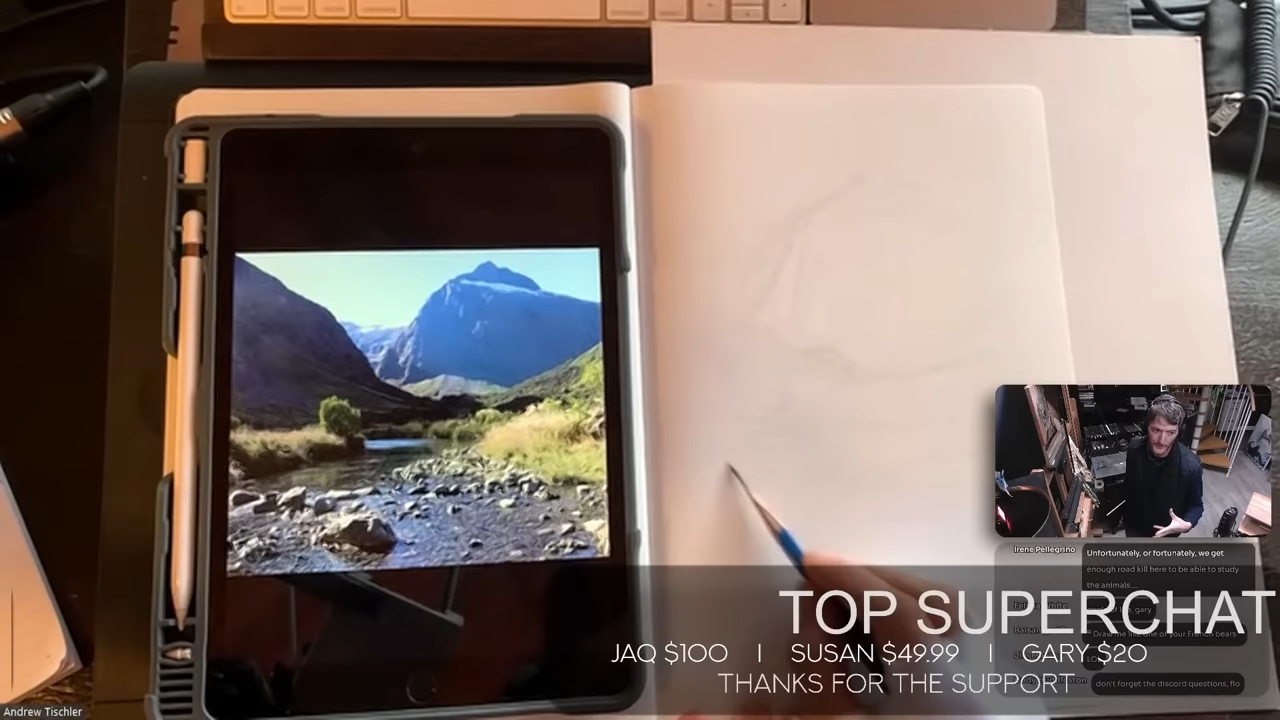 Irene Pellegrino
Unfortunately, or fortunately, we get
enough road kill here to be able to study
the animals....
gary
Draw me like one of your French bears
don't forget the discord questions, flo
TOP SUPERCHAT
JAQ $100 | SUSAN $49.99 | GARY $20
THANKS FOR THE SUPPORT
Andrew Tischler